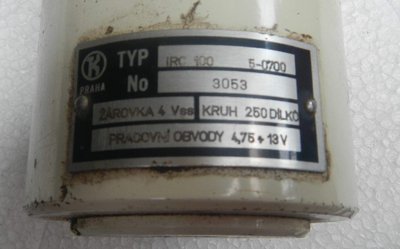 K
PRAHA
TYP IRC 100 5-0700
No 3053
ŽÁROVKA 4 Vss KRUH 250 DÍLKŮ
PRACOVNÍ OBVODY 4,75 + 13 V